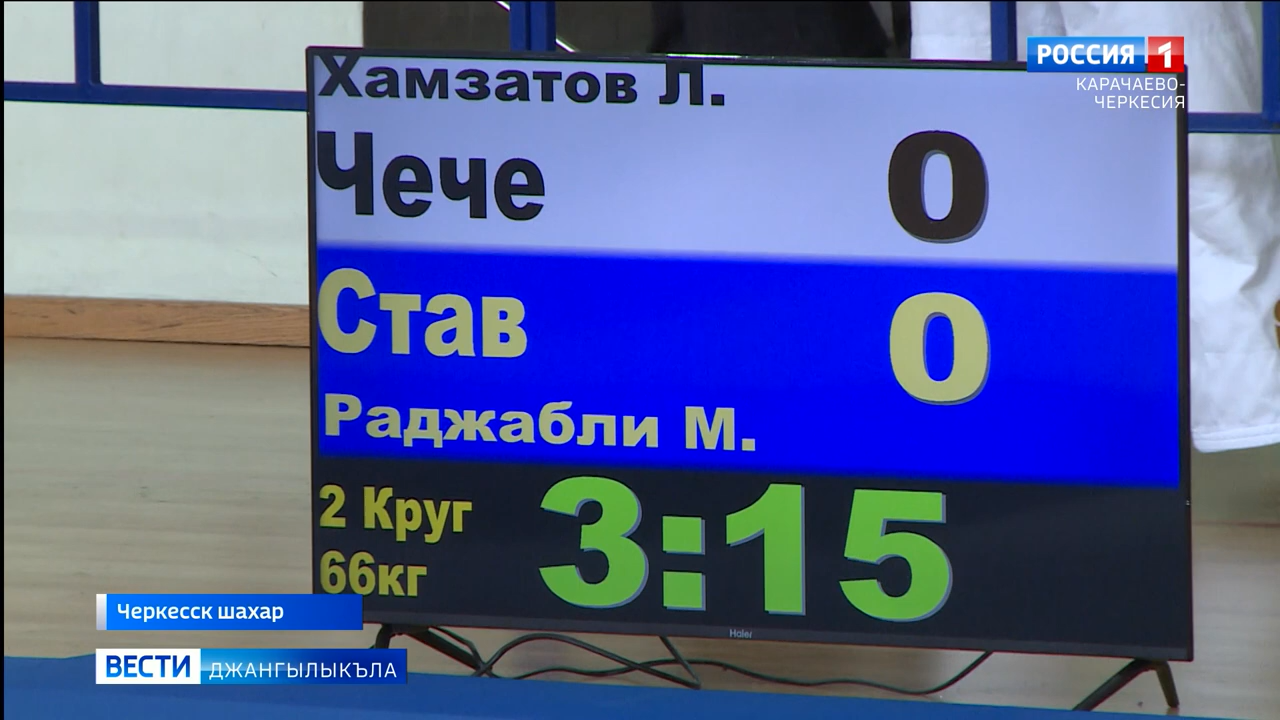 РОССИЯ 1
КАРАЧАЕВО-
ЧЕРКЕСИЯ
Хамзатов Л.
Чече 0
Став 0
Раджабли М.
2 Круг 3:15
66кг
Haier
Черкесск шахар
ВЕСТИ ДЖАНГЫЛЫКЪЛА